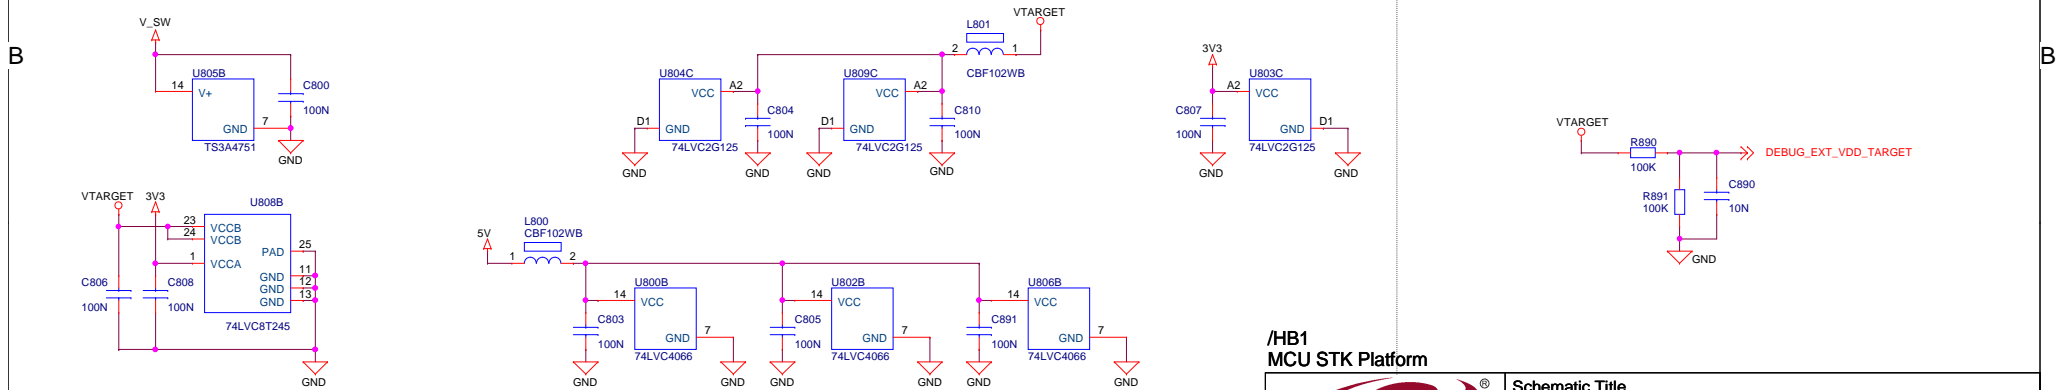 B
V_SW
U805B
14
V+
GND
7
TS3A4751
C800
100N
GND
U804C
VCC
A2
D1
GND
74LVC2G125
GND
C804
100N
GND
U809C
VCC
A2
D1
GND
74LVC2G125
GND
C810
100N
GND
L801
2
1
CBF102WB
VTARGET
3V3
U803C
A2
VCC
C807
100N
GND
D1
74LVC2G125
GND
GND
VTARGET
R890
100K
DEBUG_EXT_VDD_TARGET
R891
100K
C890
10N
GND
B
VTARGET
3V3
U808B
23
VCCB
24
VCCB
PAD
25
1
VCCA
GND
11
GND
12
GND
13
C806
100N
C808
100N
74LVC8T245
GND
5V
L800
CBF102WB
1
2
U800B
14
VCC
C803
100N
GND
7
74LVC4066
GND
GND
U802B
14
VCC
C805
100N
GND
7
74LVC4066
GND
GND
U806B
14
VCC
C891
100N
GND
7
74LVC4066
GND
GND
/HB1
MCU STK Platform
®
Schematic Title